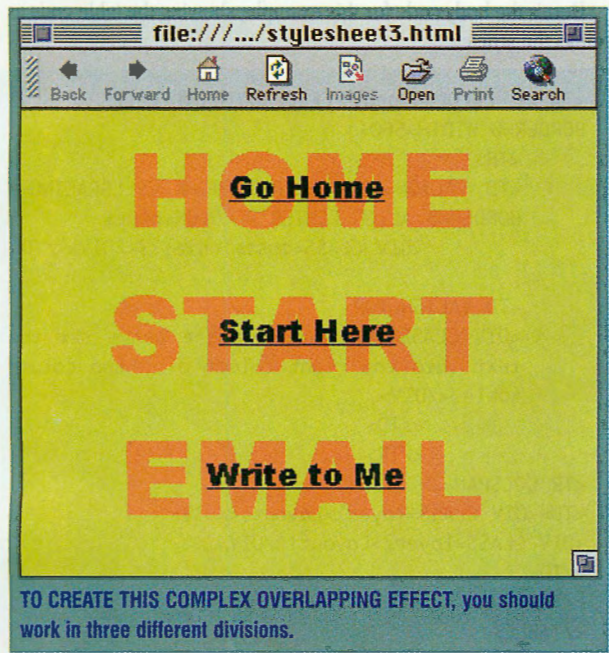 file:///.../stylesheet3.html
Back Forward Home Refresh Images Open Print Search
HOME
Go Home
START
Start Here
EMAIL
Write to Me
TO CREATE THIS COMPLEX OVERLAPPING EFFECT, you should
work in three different divisions.